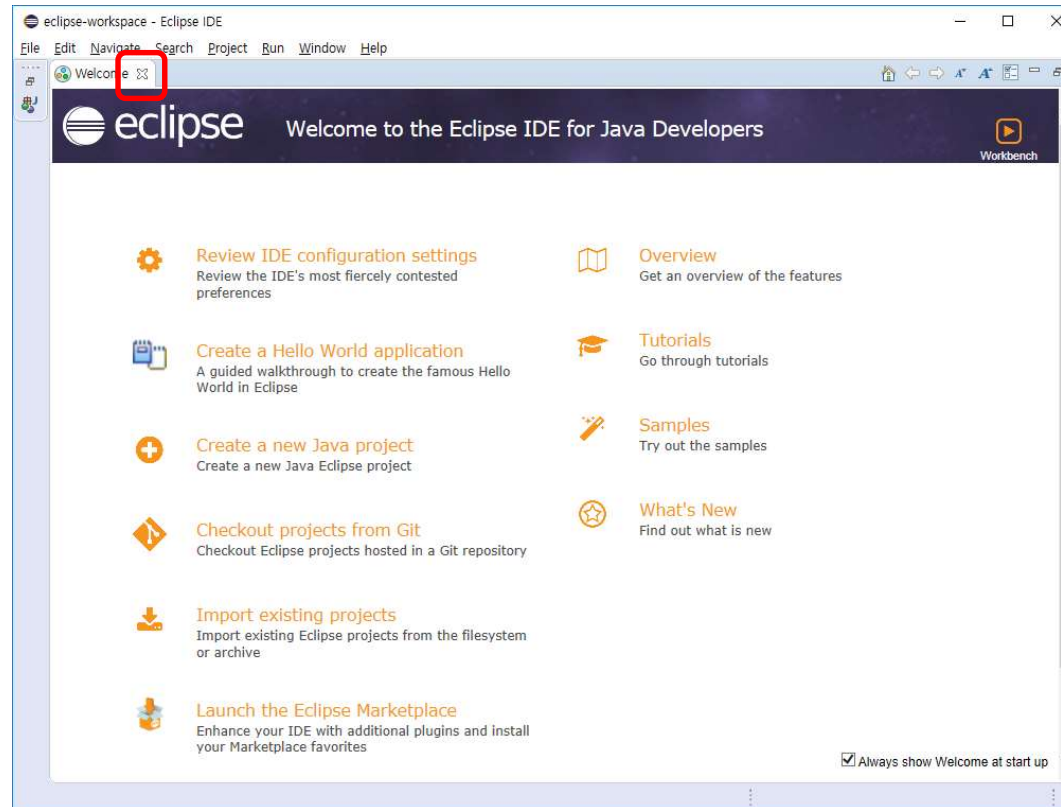 eclipse-workspace - Eclipse IDE
File Edit Navigate Search Project Run Window Help
Welcome
eclipse Welcome to the Eclipse IDE for Java Developers
Workbench
Review IDE configuration settings
Review the IDE's most fiercely contested
preferences
Create a Hello World application
A guided walkthrough to create the famous Hello
World in Eclipse
Create a new Java project
Create a new Java Eclipse project
Checkout projects from Git
Checkout Eclipse projects hosted in a Git repository
Import existing projects
Import existing Eclipse projects from the filesystem
or archive
Launch the Eclipse Marketplace
Enhance your IDE with additional plugins and install
your Marketplace favorites
Overview
Get an overview of the features
Tutorials
Go through tutorials
Samples
Try out the samples
What's New
Find out what is new
Always show Welcome at start up